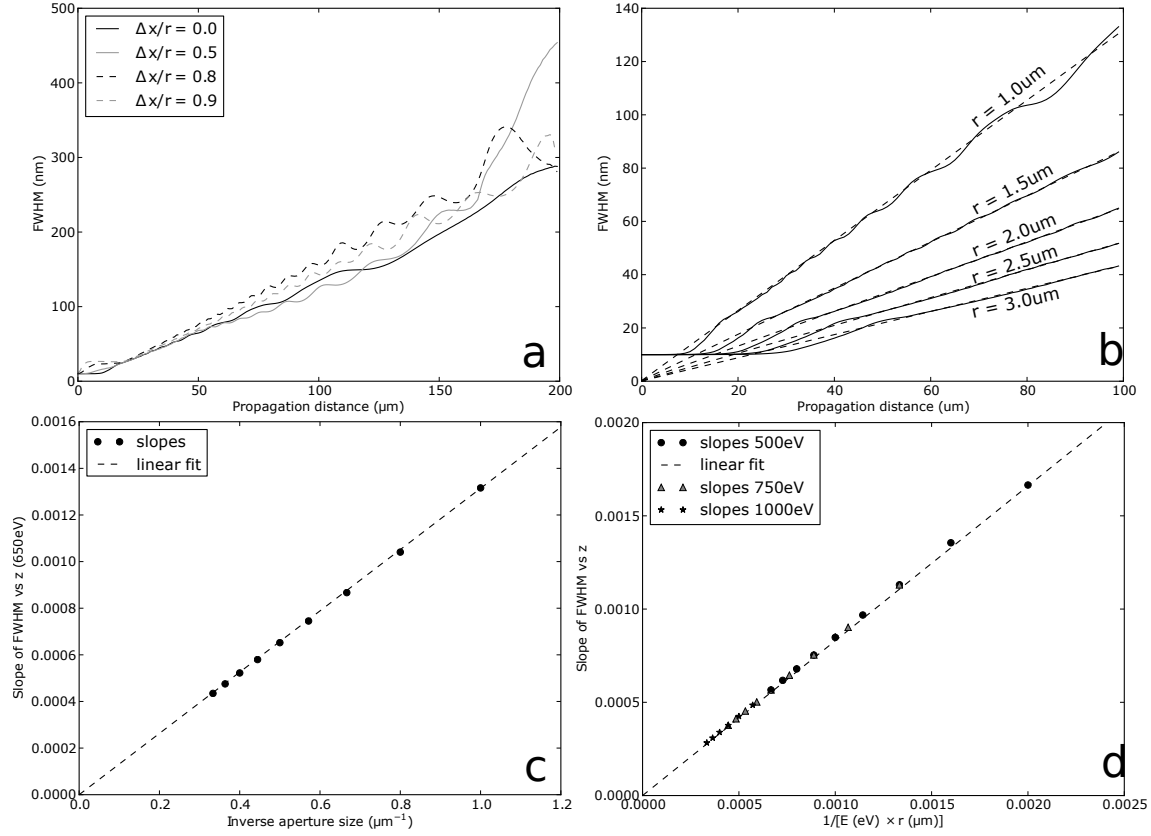 500
400
300
200
100
0
FWHM (nm)
Δx/r = 0.0
Δx/r = 0.5
Δx/r = 0.8
Δx/r = 0.9
a
0 50 100 150 200
Propagation distance (μm)
140
120
100
80
60
40
20
0
FWHM (nm)
r = 1.0um
r = 1.5um
r = 2.0um
r = 2.5um
r = 3.0um
b
0 20 40 60 80 100
Propagation distance (um)
0.0016
0.0014
0.0012
0.0010
0.0008
0.0006
0.0004
0.0002
0.0000
Slope of FWHM vs z (650eV)
slopes
linear fit
c
0.0 0.2 0.4 0.6 0.8 1.0 1.2
Inverse aperture size (μm⁻¹)
0.0020
0.0015
0.0010
0.0005
0.0000
Slope of FWHM vs z
slopes 500eV
linear fit
slopes 750eV
slopes 1000eV
d
0.0000 0.0005 0.0010 0.0015 0.0020 0.0025
1/[E (eV) × r (μm)]